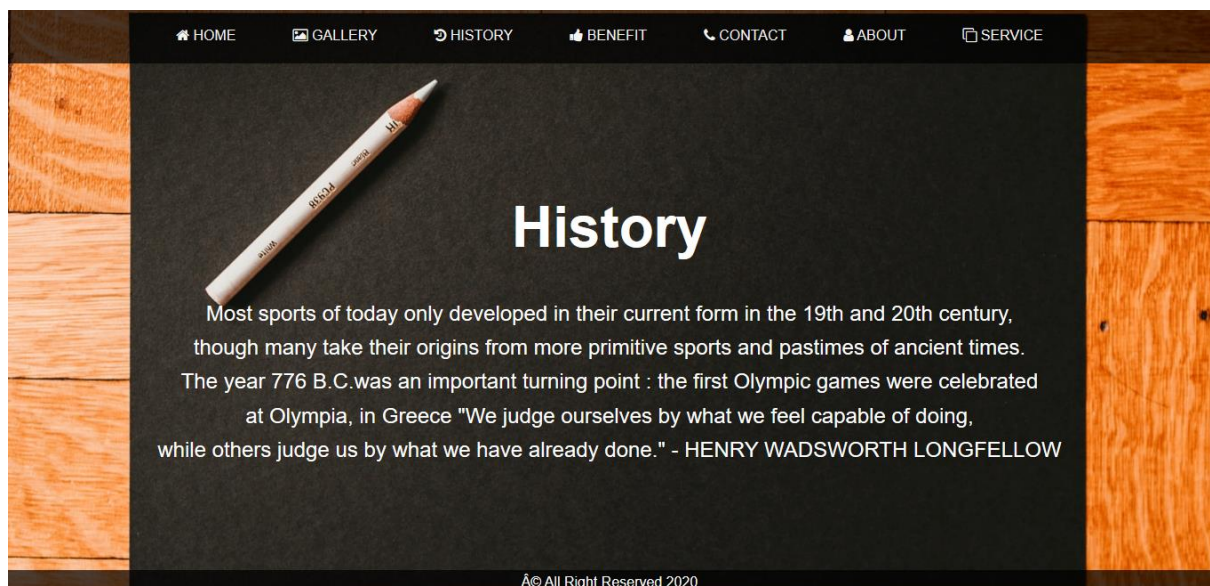 HOME GALLERY HISTORY BENEFIT CONTACT ABOUT SERVICE
PC938
White
History
Most sports of today only developed in their current form in the 19th and 20th century,
though many take their origins from more primitive sports and pastimes of ancient times.
The year 776 B.C.was an important turning point : the first Olympic games were celebrated
at Olympia, in Greece "We judge ourselves by what we feel capable of doing,
while others judge us by what we have already done." - HENRY WADSWORTH LONGFELLOW
Â© All Right Reserved 2020